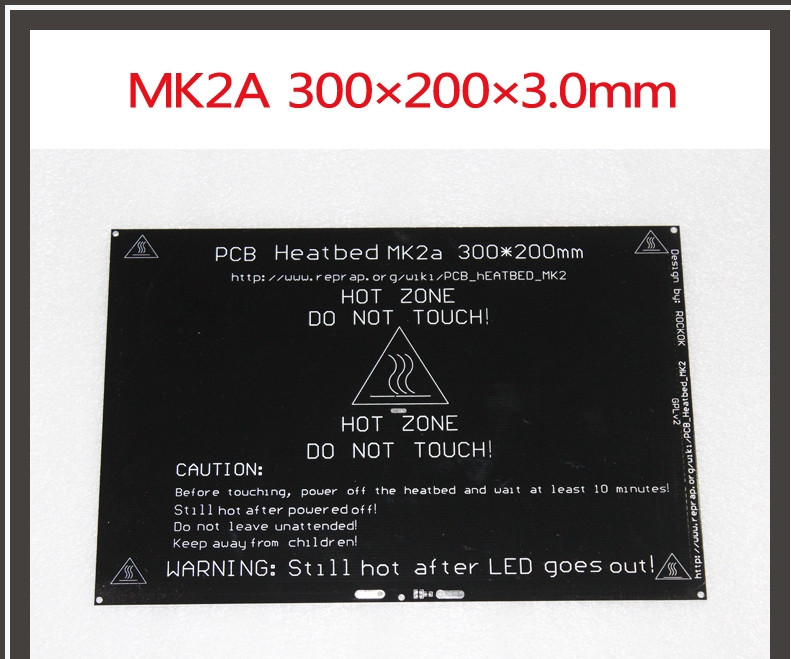 MK2A 300×200×3.0mm
PCB Heatbed MK2a 300*200mm
http://www.reprap.org/wiki/PCB_hEATBED_MK2
HOT ZONE
DO NOT TOUCH!
HOT ZONE
DO NOT TOUCH!
CAUTION:
Before touching, power off the heatbed and wait at least 10 minutes!
Still hot after powered off!
Do not leave unattended!
Keep away from children!
WARNING: Still hot after LED goes out!
Design by: ROCKOK
GPLV2
http://www.reprap.org/wiki/PCB_Heatbed_MK2